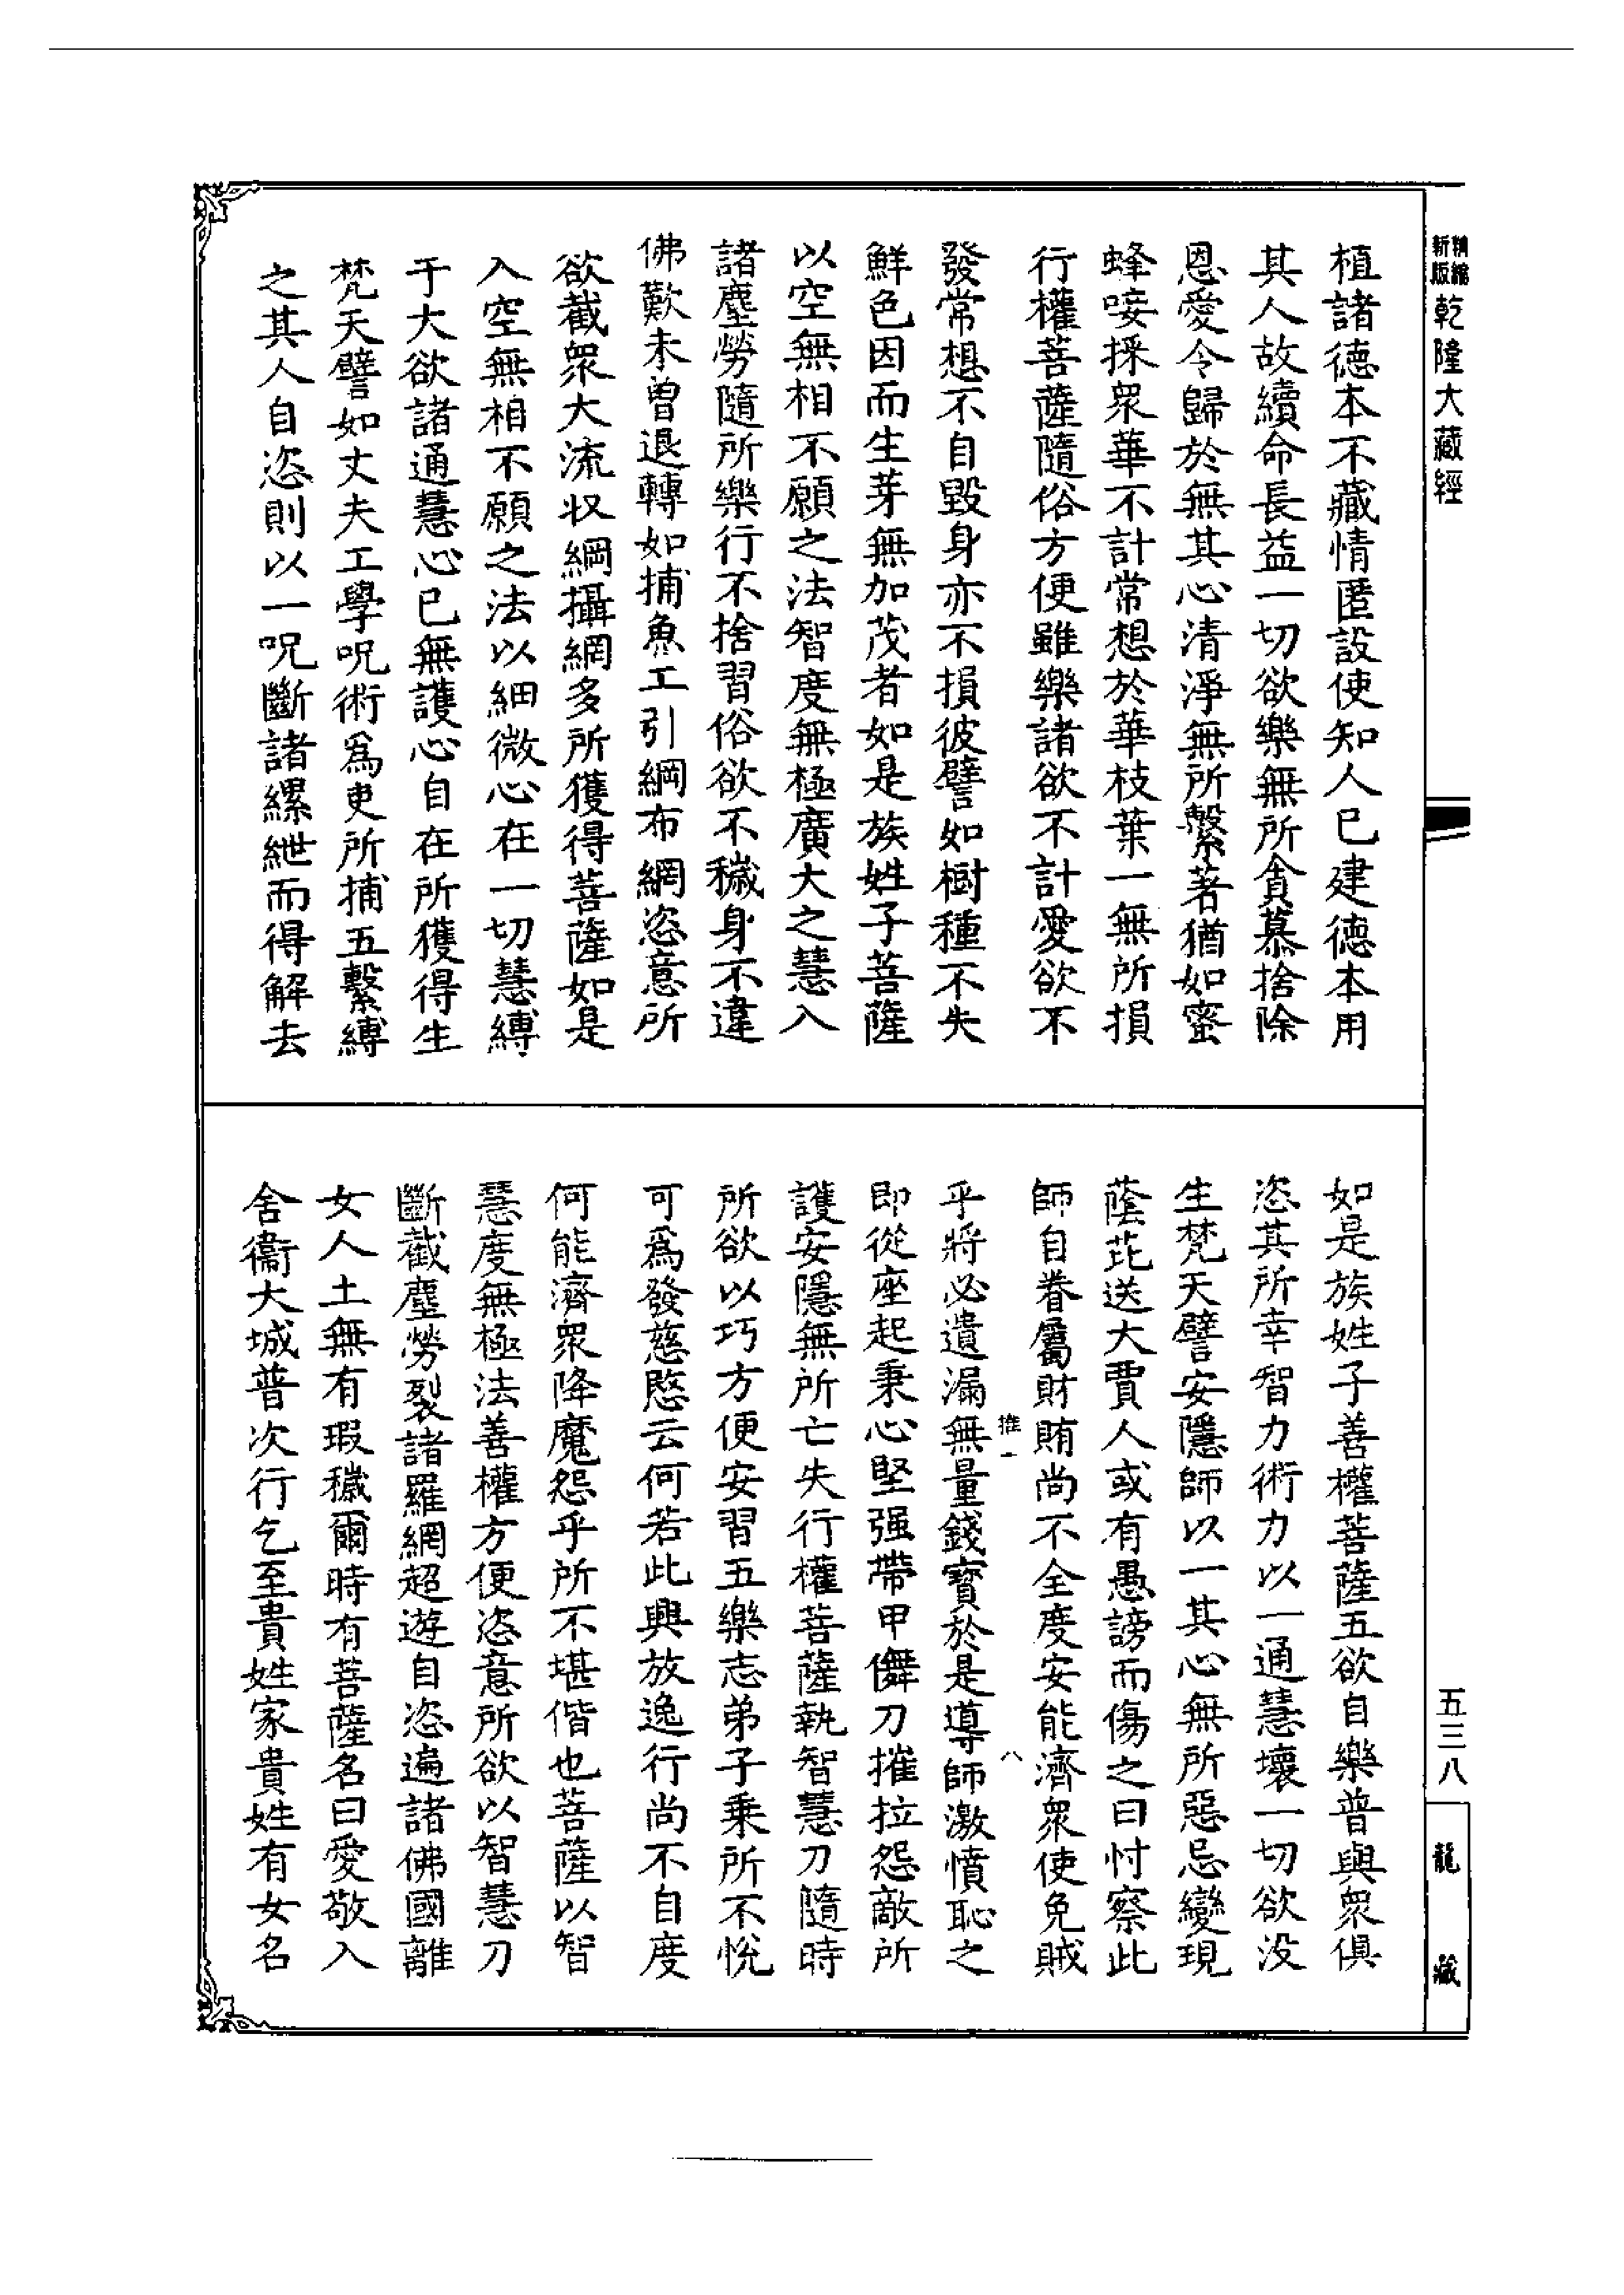 精縮新版乾隆大藏經
植諸德本不藏情匿設使知人已建德本用
其人故續命長益一切欲樂無所貪慕捨除
恩愛令歸於無其心清淨無所繫著猶如蜜
蜂唼採衆華不計常想於華枝葉一無所損
行權菩薩隨俗方便雖樂諸欲不計愛欲不
發常想不自毀身亦不損彼譬如樹種不失
鮮色因而生芽無加茂者如是族姓子菩薩
以空無相不願之法智度無極廣大之慧入
諸塵勞隨所樂行不捨習俗欲不穢身不違
佛歎未曾退轉如捕魚工引綱布網恣意所
欲截衆大流收綱攝網多所獲得菩薩如是
入空無相不願之法以細微心在一切慧縛
于大欲諸通慧心已無護心自在所獲得生
梵天譬如丈夫工學呪術爲吏所捕五繫縛
之其人自恣則以一呪斷諸縲紲而得解去
如是族姓子善權菩薩五欲自樂普與衆俱
恣其所幸智力術力以一通慧壞一切欲没
生梵天譬安隱師以一其心無所惡忌變現
蔭芘送大賈人或有愚謗而傷之曰忖察此
師自眷屬財賄尚不全度安能濟衆使免賊
乎將必遺漏無量錢寶於是導師激憤恥之
即從座起秉心堅强帶甲儛刀摧拉怨敵所
護安隱無所亡失行權菩薩執智慧刀隨時
所欲以巧方便安習五樂志弟子乘所不悅
可爲發慈愍云何若此興放逸行尚不自度
何能濟衆降魔怨乎所不堪偕也菩薩以智
慧度無極法善權方便恣意所欲以智慧刀
斷截塵勞裂諸羅網超遊自恣遍諸佛國離
女人土無有瑕穢爾時有菩薩名曰愛敬入
舍衞大城普次行乞至貴姓家貴姓有女名
八
五三八
龍藏